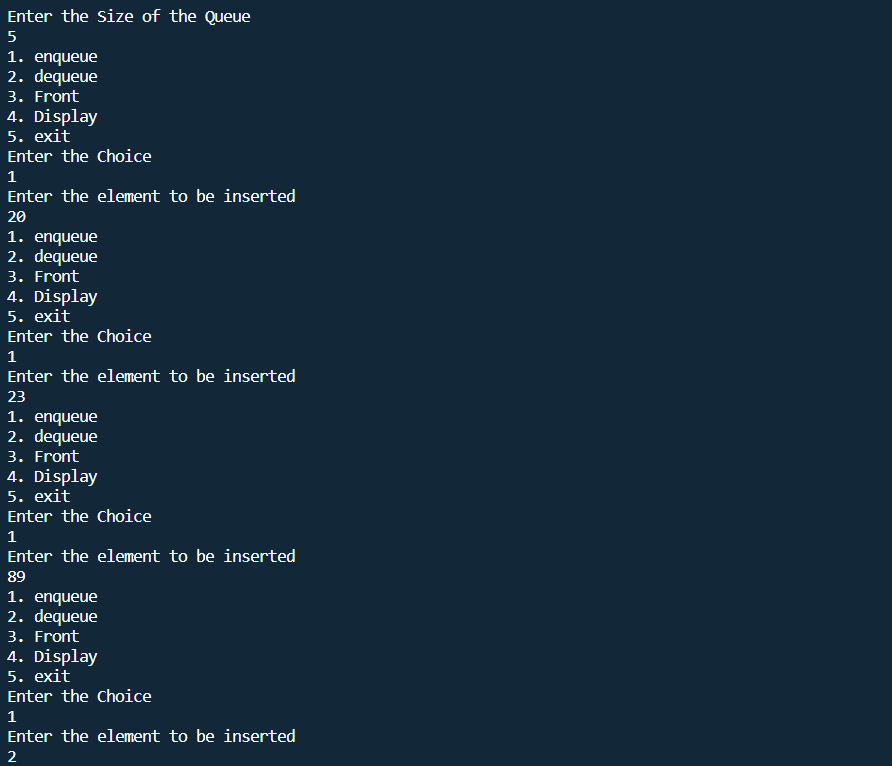 Enter the Size of the Queue
5
1. enqueue
2. dequeue
3. Front
4. Display
5. exit
Enter the Choice
1
Enter the element to be inserted
20
1. enqueue
2. dequeue
3. Front
4. Display
5. exit
Enter the Choice
1
Enter the element to be inserted
23
1. enqueue
2. dequeue
3. Front
4. Display
5. exit
Enter the Choice
1
Enter the element to be inserted
89
1. enqueue
2. dequeue
3. Front
4. Display
5. exit
Enter the Choice
1
Enter the element to be inserted
2